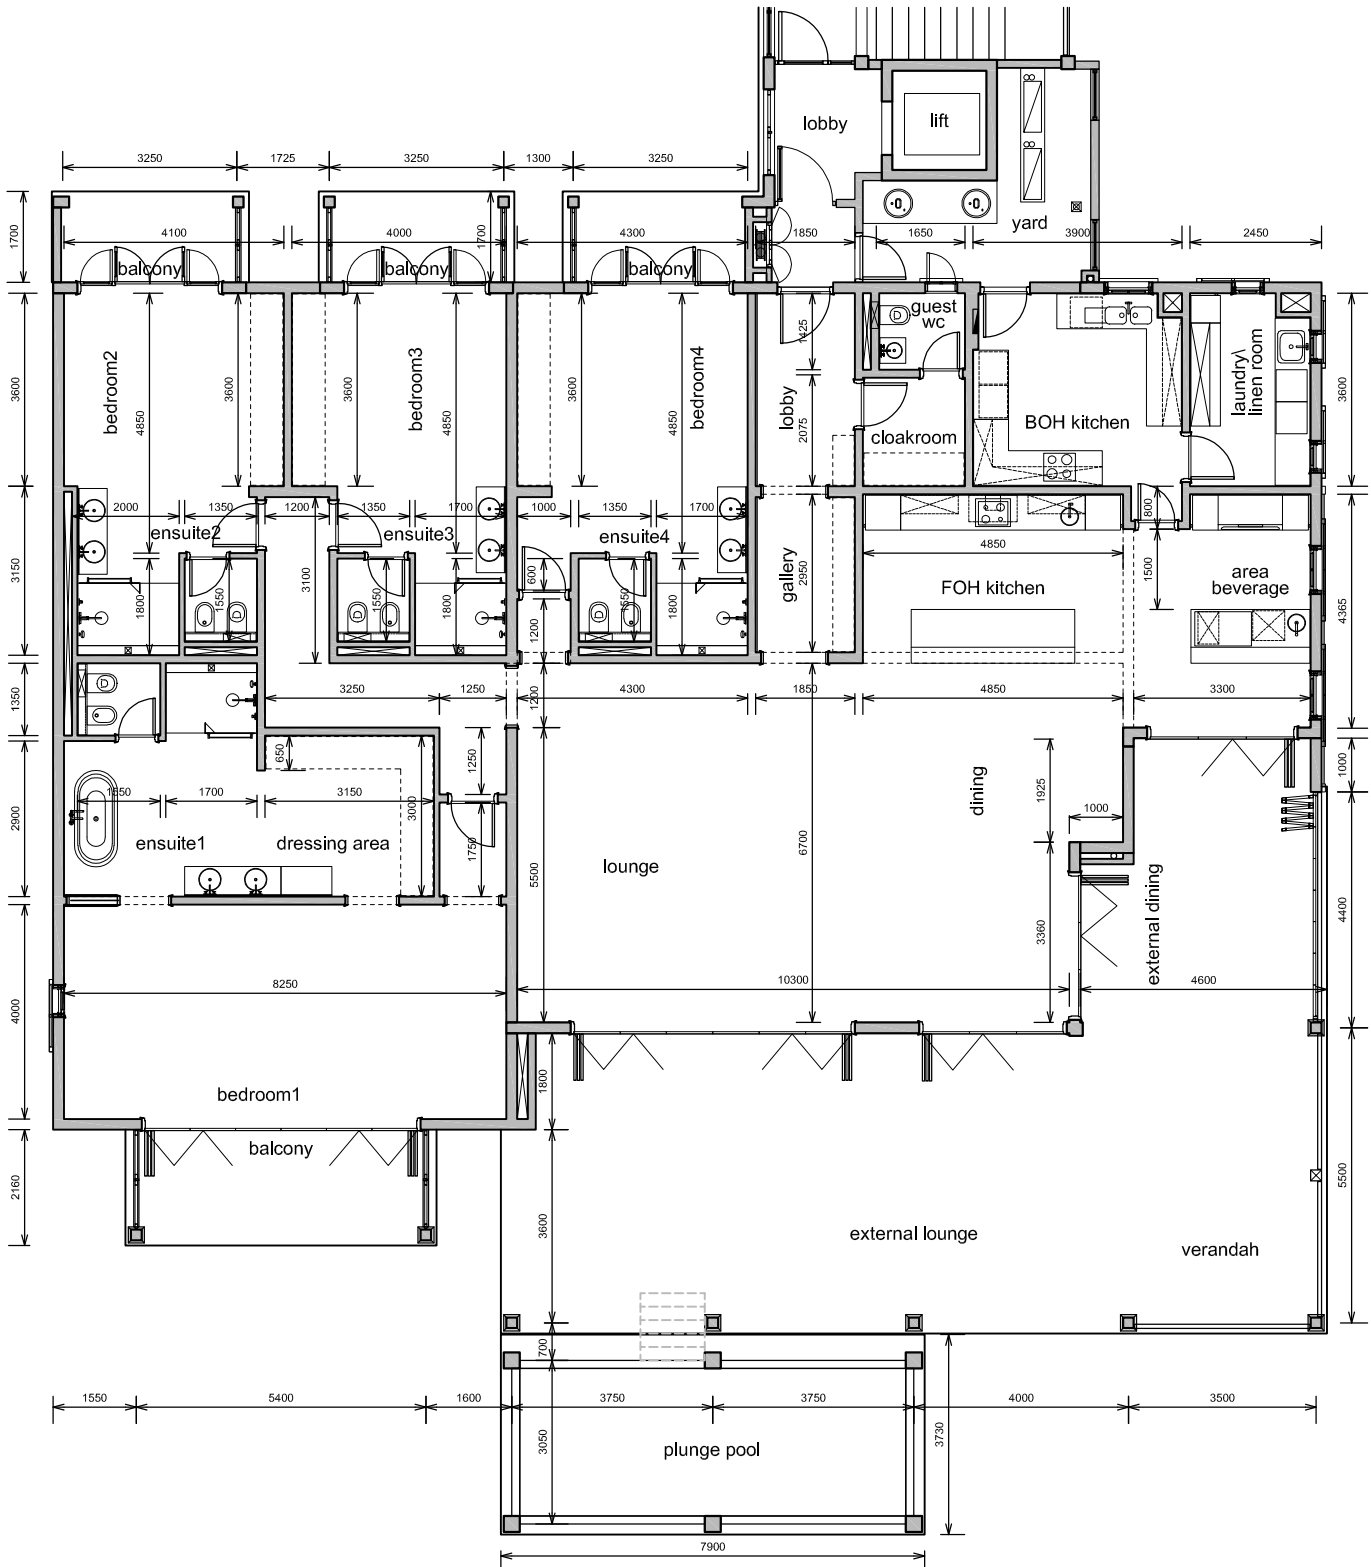 lobby
lift
yard
3250
1725
3250
1300
3250
1700
4100
4000
1700
4300
1850
1650
3900
2450
balcony
balcony
balcony
guest
wc
1425
bedroom2
bedroom3
bedroom4
lobby
3600
4850
3600
3600
4850
3600
4850
2075
cloakroom
BOH kitchen
laundry\
linen room
3600
2000
1350
1200
1350
1700
1000
1350
1700
ensuite2
ensuite3
ensuite4
800
3150
1800
1550
3100
1550
1800
600
1550
1800
1200
gallery
2950
4850
FOH kitchen
1500
area
beverage
4365
1350
3250
1250
1200
4300
1850
4850
3300
650
1250
1000
2900
1550
1700
3150
3000
1750
ensuite1
dressing area
lounge
5500
6700
dining
1925
1000
3360
external dining
4400
4000
8250
10300
4600
bedroom1
1800
balcony
2160
3600
external lounge
verandah
5500
700
1550
5400
1600
3750
3750
4000
3500
3050
plunge pool
3730
7900